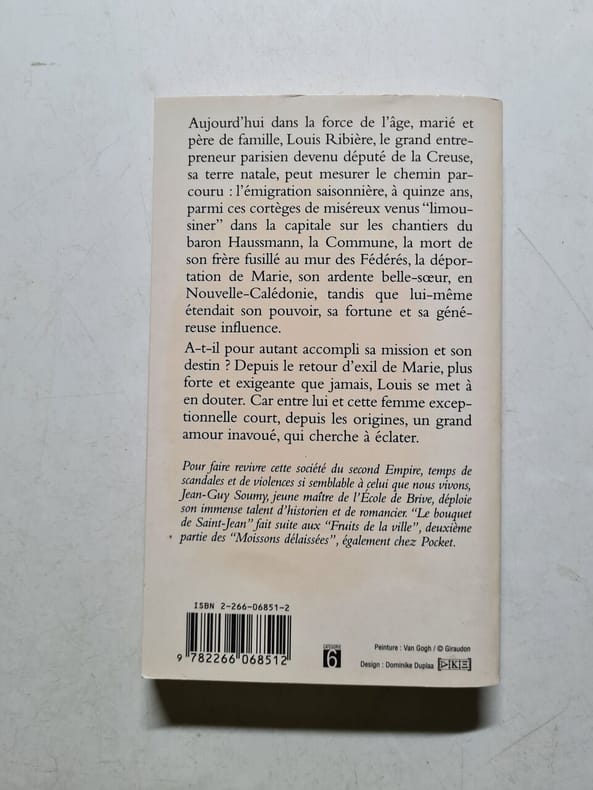 Aujourd'hui dans la force de l'âge, marié et
père de famille, Louis Ribière, le grand entre-
preneur parisien devenu député de la Creuse,
sa terre natale, peut mesurer le chemin par-
couru : l'émigration saisonnière, à quinze ans,
parmi ces cortèges de miséreux venus "limou-
siner" dans la capitale sur les chantiers du
baron Haussmann, la Commune, la mort de
son frère fusillé au mur des Fédérés, la dépor-
tation de Marie, son ardente belle-sœur, en
Nouvelle-Calédonie, tandis que lui-même
étendait son pouvoir, sa fortune et sa géné-
reuse influence.
A-t-il pour autant accompli sa mission et son
destin ? Depuis le retour d'exil de Marie, plus
forte et exigeante que jamais, Louis se met à
en douter. Car entre lui et cette femme excep-
tionnelle court, depuis les origines, un grand
amour inavoué, qui cherche à éclater.
Pour faire revivre cette société du second Empire, temps de
scandales et de violences si semblable à celui que nous vivons,
Jean-Guy Soumy, jeune maître de l'École de Brive, déploie
son immense talent d'historien et de romancier. "Le bouquet
de Saint-Jean" fait suite aux "Fruits de la ville", deuxième
partie des "Moissons délaissées", également chez Pocket.
ISBN 2-266-06851-2
9 782266 068512
CATÉGORIE
6
Peinture : Van Gogh / © Giraudon
Design : Dominike Duplaa